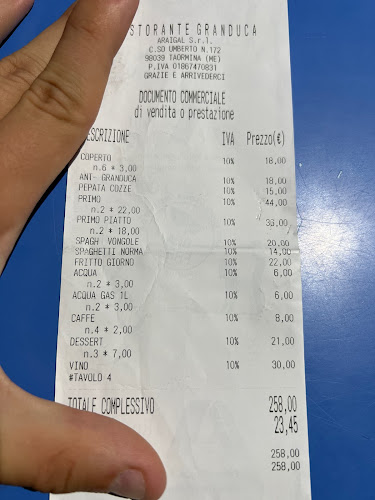 STORANTE GRANDUCA
ARAIGAL S.r.l.
C.SO UMBERTO N.172
98039 TAORMINA (ME)
P.IVA 01867470831
GRAZIE E ARRIVEDERCI
DOCUMENTO COMMERCIALE
di vendita o prestazione
ESCRIZIONE IVA Prezzo(€)
COPERTO 10% 18,00
n.6 * 3,00
ANI- GRANDUCA 10% 18,00
PEPATA COZZE 10% 15,00
PRIMO 10% 44,00
n.2 * 22,00
PRIMO PIATTO 10% 36,00
n.2 * 18,00
SPAGH VONGOLE 10% 20,00
SPAGHETTI NORMA 10% 14,00
FRITTO GIORNO 10% 22,00
ACQUA 10% 6,00
n.2 * 3,00
ACQUA GAS 1L 10% 6,00
n.2 * 3,00
CAFFE 10% 8,00
n.4 * 2,00
DESSERT 10% 21,00
n.3 * 7,00
VINO 10% 30,00
#TAVOLO 4
TOTALE COMPLESSIVO 258,00
23,45
258,00
258,00